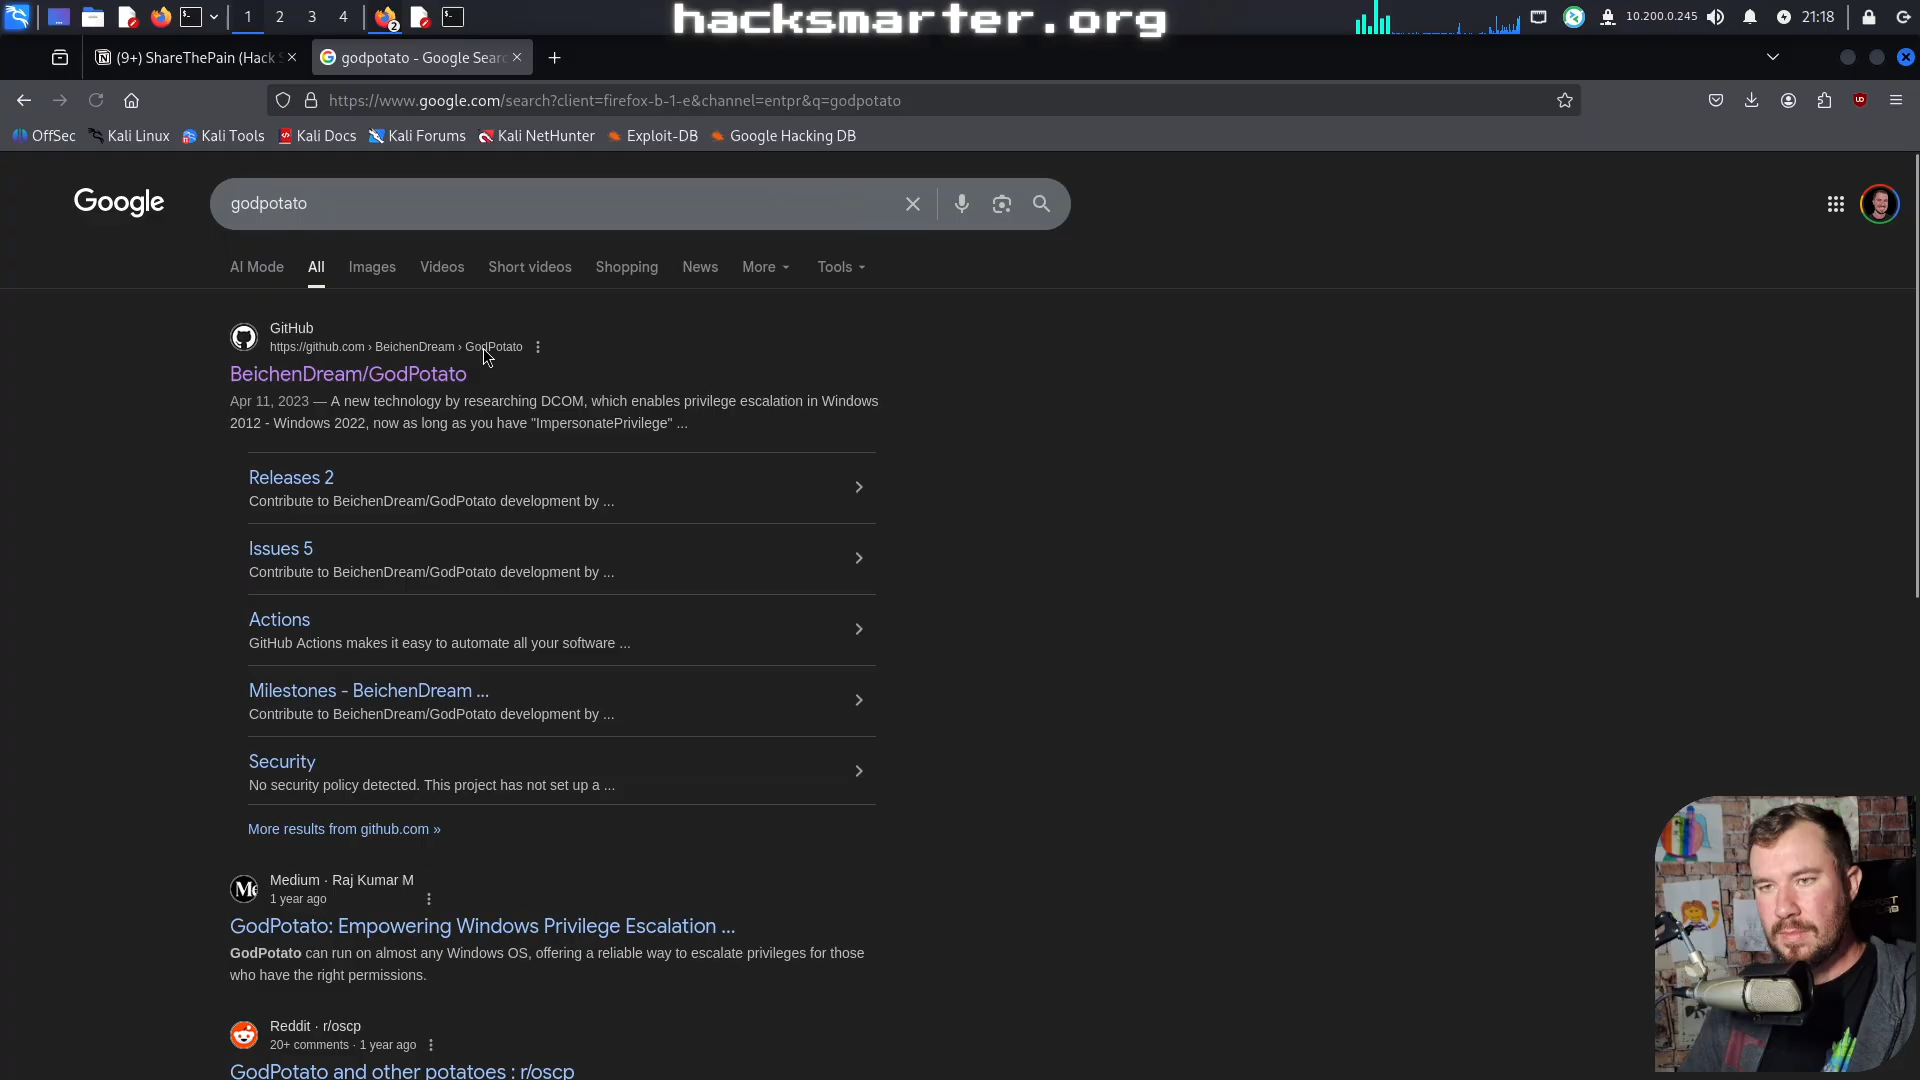 1
2
3
4
2
hacksmarter.org
10.200.0.245
21:18
(9+) ShareThePain (Hack S
godpotato - Google Searc
https://www.google.com/search?client=firefox-b-1-e&channel=entpr&q=godpotato
OffSec
Kali Linux
Kali Tools
Kali Docs
Kali Forums
Kali NetHunter
Exploit-DB
Google Hacking DB
Google
godpotato
AI Mode
All
Images
Videos
Short videos
Shopping
News
More
Tools
GitHub
https://github.com › BeichenDream › GodPotato
BeichenDream/GodPotato
Apr 11, 2023 — A new technology by researching DCOM, which enables privilege escalation in Windows
2012 - Windows 2022, now as long as you have "ImpersonatePrivilege" ...
Releases 2
Contribute to BeichenDream/GodPotato development by ...
Issues 5
Contribute to BeichenDream/GodPotato development by ...
Actions
GitHub Actions makes it easy to automate all your software ...
Milestones - BeichenDream ...
Contribute to BeichenDream/GodPotato development by ...
Security
No security policy detected. This project has not set up a ...
More results from github.com »
Medium · Raj Kumar M
1 year ago
GodPotato: Empowering Windows Privilege Escalation ...
GodPotato can run on almost any Windows OS, offering a reliable way to escalate privileges for those
who have the right permissions.
Reddit · r/oscp
20+ comments · 1 year ago
GodPotato and other potatoes : r/oscp